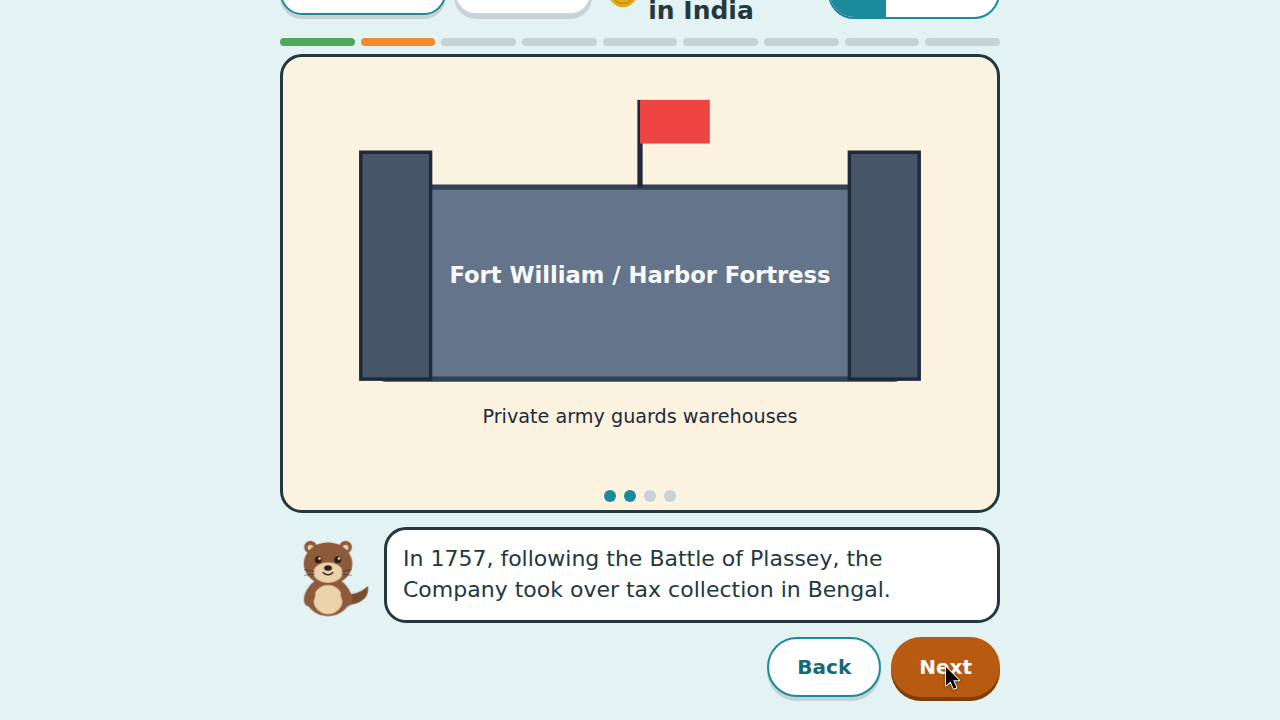 in India
Fort William / Harbor Fortress
Private army guards warehouses
In 1757, following the Battle of Plassey, the
Company took over tax collection in Bengal.
Back
Next